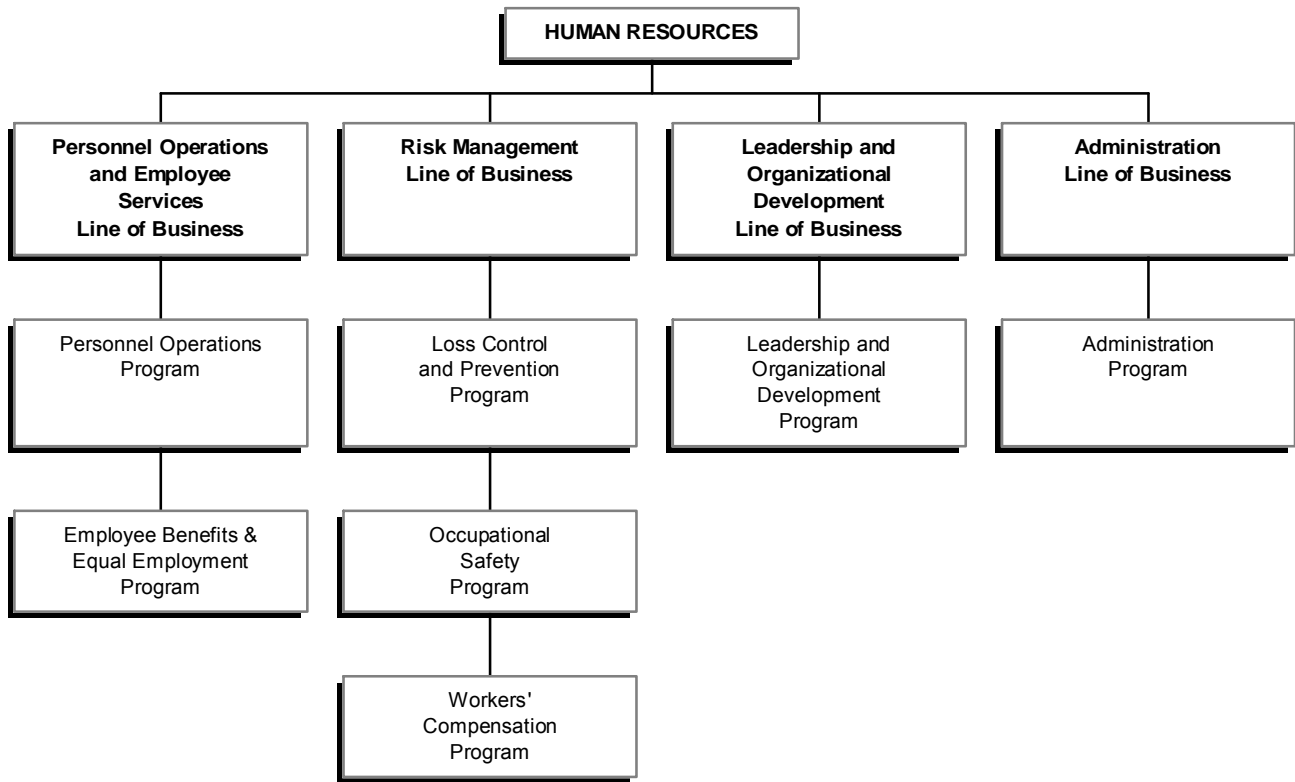 HUMAN RESOURCES
Personnel Operations
and Employee
Services
Line of Business
Risk Management
Line of Business
Leadership and
Organizational
Development
Line of Business
Administration
Line of Business
Personnel Operations
Program
Loss Control
and Prevention
Program
Leadership and
Organizational
Development
Program
Administration
Program
Employee Benefits &
Equal Employment
Program
Occupational
Safety
Program
Workers'
Compensation
Program